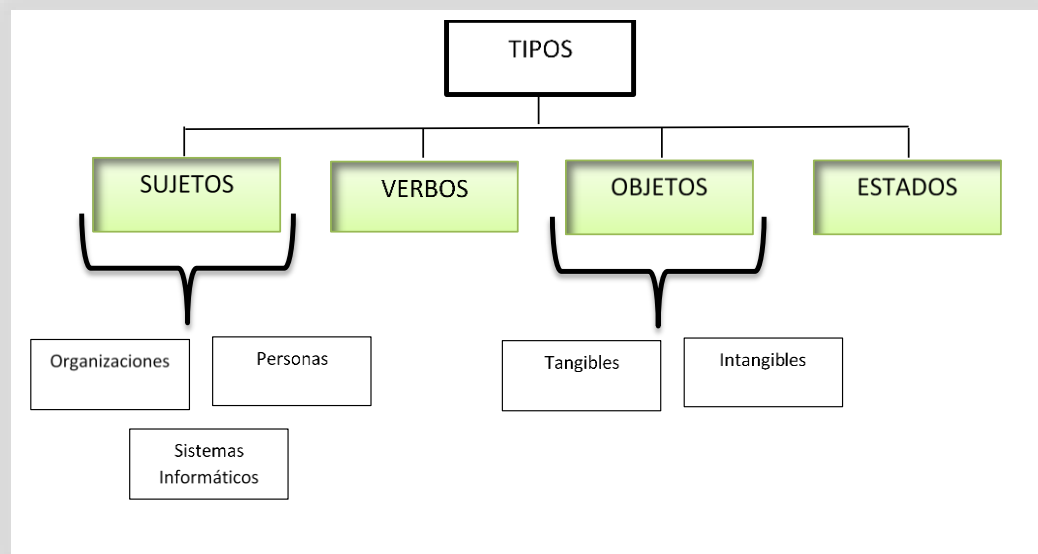 TIPOS
SUJETOS
VERBOS
OBJETOS
ESTADOS
Organizaciones
Personas
Tangibles
Intangibles
Sistemas
Informáticos